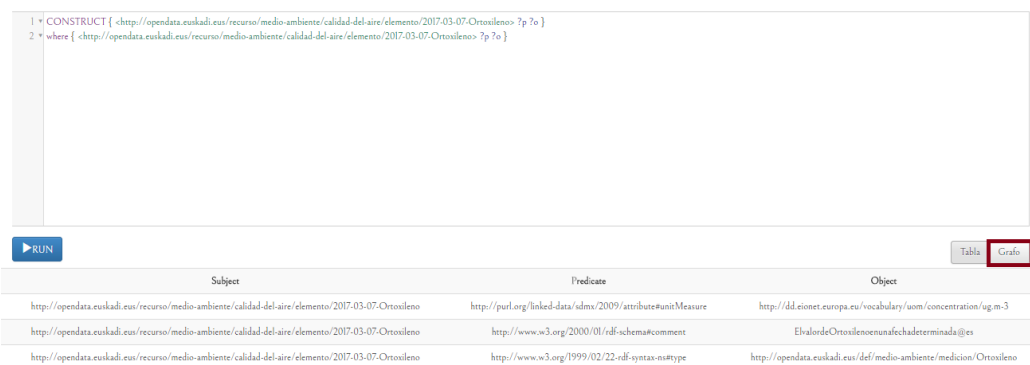 1 CONSTRUCT { <http://opendata.euskadi.eus/recurso/medio-ambiente/calidad-del-aire/elemento/2017-03-07-Ortoxileno> ?p ?o }
2 where { <http://opendata.euskadi.eus/recurso/medio-ambiente/calidad-del-aire/elemento/2017-03-07-Ortoxileno> ?p ?o }
RUN
Tabla Grafo
Subject Predicate Object
http://opendata.euskadi.eus/recurso/medio-ambiente/calidad-del-aire/elemento/2017-03-07-Ortoxileno http://purl.org/linked-data/sdmx/2009/attribute#unitMeasure http://dd.eionet.europa.eu/vocabulary/uom/concentration/ug.m-3
http://opendata.euskadi.eus/recurso/medio-ambiente/calidad-del-aire/elemento/2017-03-07-Ortoxileno http://www.w3.org/2000/01/rdf-schema#comment ElvalordeOrtoxilenoenunafechadeterminada@es
http://opendata.euskadi.eus/recurso/medio-ambiente/calidad-del-aire/elemento/2017-03-07-Ortoxileno http://www.w3.org/1999/02/22-rdf-syntax-ns#type http://opendata.euskadi.eus/def/medio-ambiente/medicion/Ortoxileno